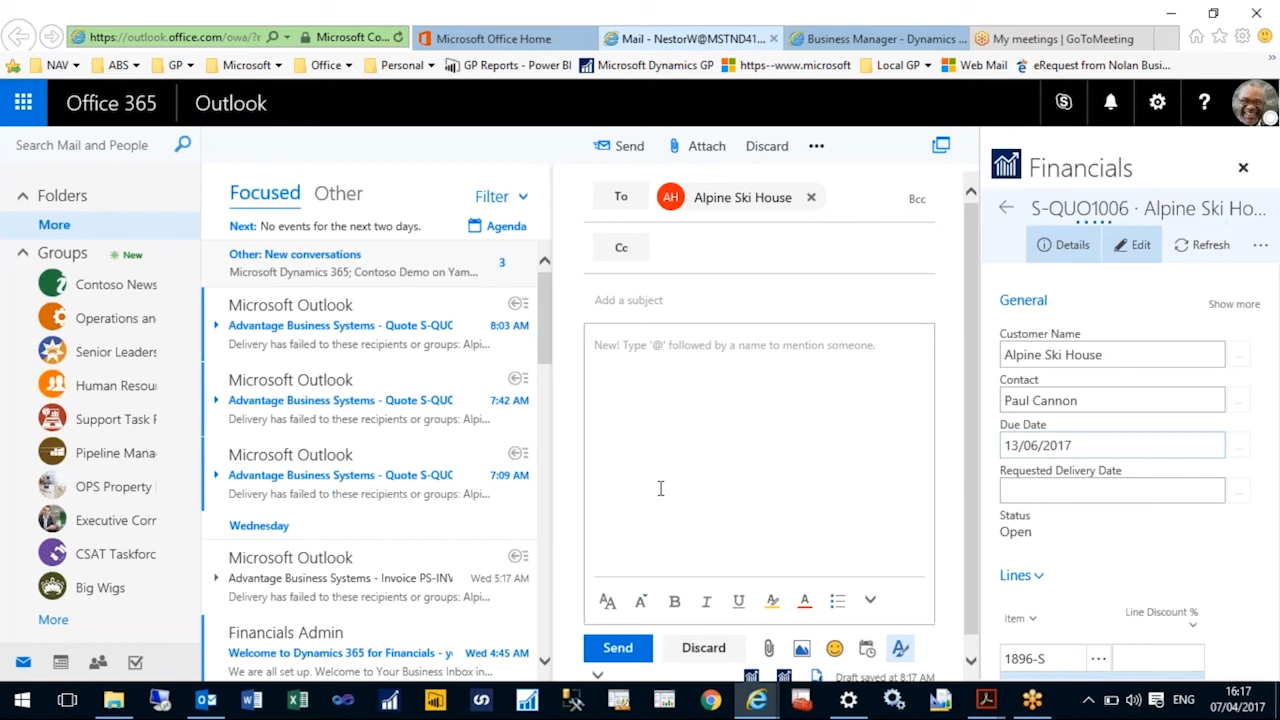 https://outlook.office.com/owa/?r
Microsoft Co...
Microsoft Office Home
Mail - NestorW@MSTND41...
Business Manager - Dynamics ...
My meetings | GoToMeeting
NAV
ABS
GP
Microsoft
Office
Personal
GP Reports - Power BI
Microsoft Dynamics GP
https--www.microsoft
Local GP
Web Mail
eRequest from Nolan Busi...
Office 365
Outlook
Search Mail and People
Folders
More
Groups
New
Contoso News
Operations an
Senior Leaders
Human Resou
Support Task F
Pipeline Mana
OPS Property
Executive Corr
CSAT Taskforc
Big Wigs
More
Focused
Other
Filter
Next: No events for the next two days.
Agenda
Other: New conversations
Microsoft Dynamics 365; Contoso Demo on Yam...
3
Microsoft Outlook
Advantage Business Systems - Quote S-QUC
8:03 AM
Delivery has failed to these recipients or groups: Alpi...
Microsoft Outlook
Advantage Business Systems - Quote S-QUC
7:42 AM
Delivery has failed to these recipients or groups: Alpi...
Microsoft Outlook
Advantage Business Systems - Quote S-QUC
7:09 AM
Delivery has failed to these recipients or groups: Alpi...
Wednesday
Microsoft Outlook
Advantage Business Systems - Invoice PS-INV
Wed 5:17 AM
Delivery has failed to these recipients or groups: Alpi...
Financials Admin
Welcome to Dynamics 365 for Financials - y
Wed 4:45 AM
We are all set up. Welcome to Your Business Inbox in...
Send
Attach
Discard
To
AH
Alpine Ski House
Bcc
Cc
Add a subject
New! Type '@' followed by a name to mention someone.
Send
Discard
Draft saved at 8:17 AM
Financials
S-QUO1006 · Alpine Ski Ho...
Details
Edit
Refresh
General
Show more
Customer Name
Alpine Ski House
Contact
Paul Cannon
Due Date
13/06/2017
Requested Delivery Date
Status
Open
Lines
Item
Line Discount %
1896-S
ENG
16:17
07/04/2017